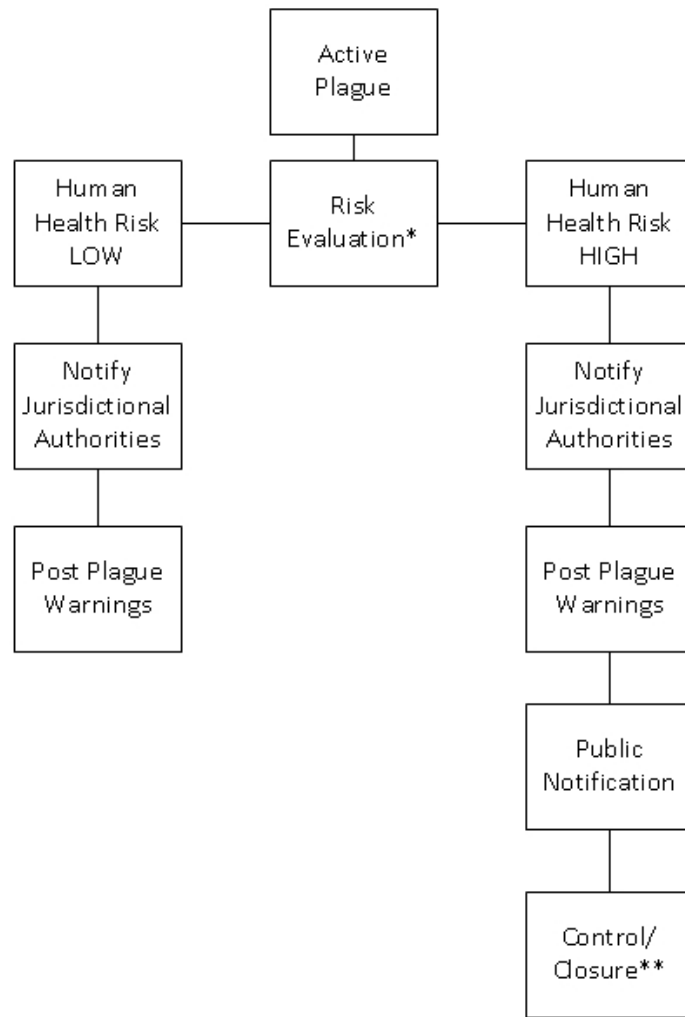 Active
Plague
Human
Health Risk
LOW
Risk
Evaluation*
Human
Health Risk
HIGH
Notify
Jurisdictional
Authorities
Notify
Jurisdictional
Authorities
Post Plague
Warnings
Post Plague
Warnings
Public
Notification
Control/
Closure**